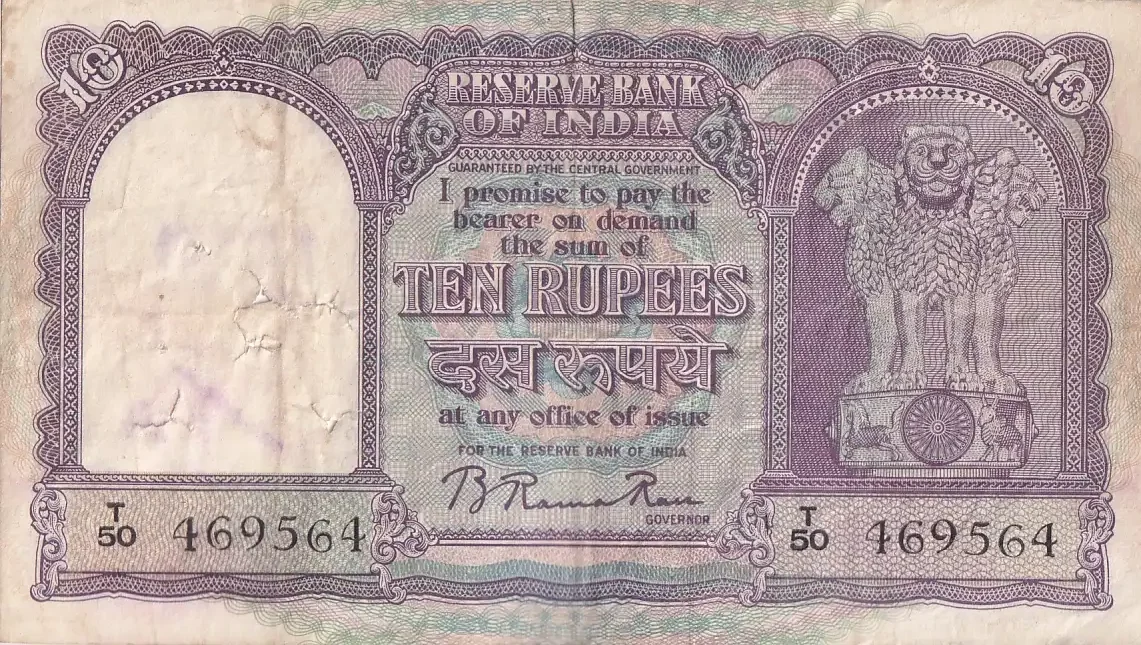 10
10
RESERVE BANK
OF INDIA
GUARANTEED BY THE CENTRAL GOVERNMENT
I promise to pay the
bearer on demand
the sum of
TEN RUPEES
दस रूपये
at any office of issue
FOR THE RESERVE BANK OF INDIA
B Rama Rau
GOVERNOR
T
50 469564
T
50 469564